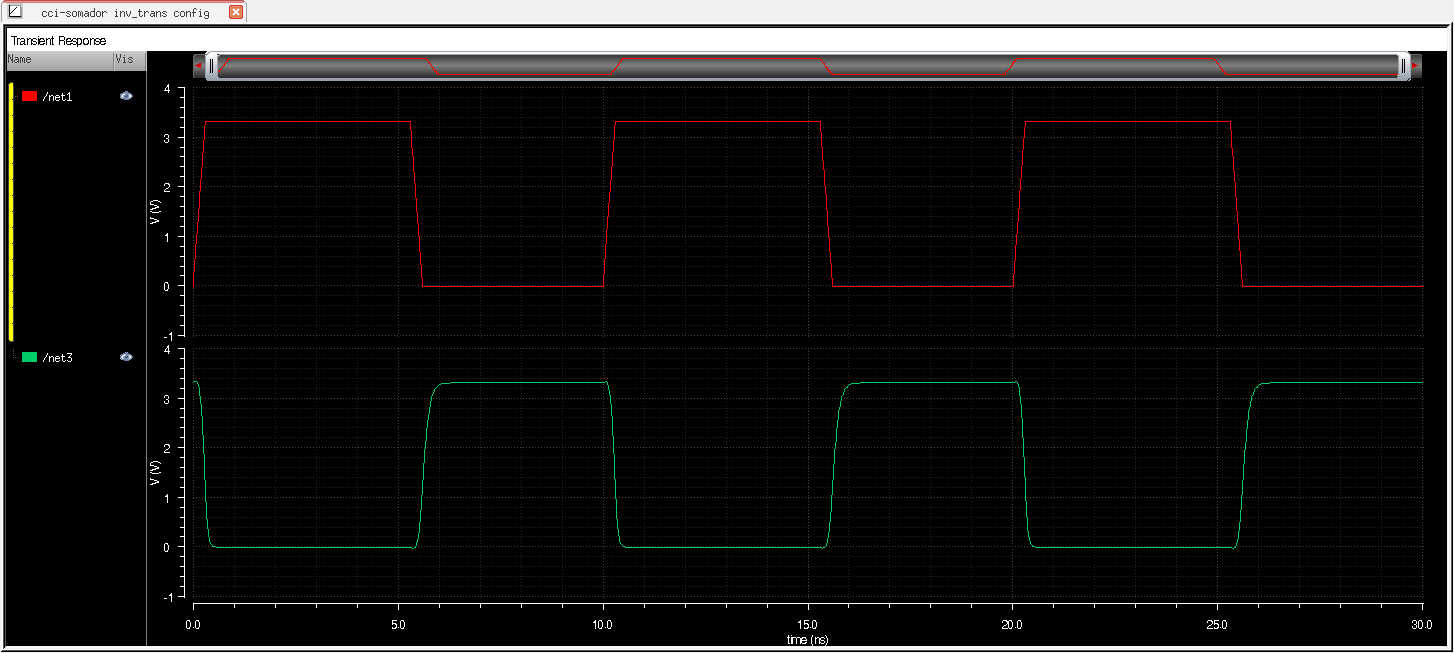 cci-somador inv_trans config
Transient Response
Name Vis
/net1
4
3
2
1
0
-1
V (V)
/net3
4
3
2
1
0
-1
V (V)
0.0 5.0 10.0 15.0 20.0 25.0 30.0
time (ns)